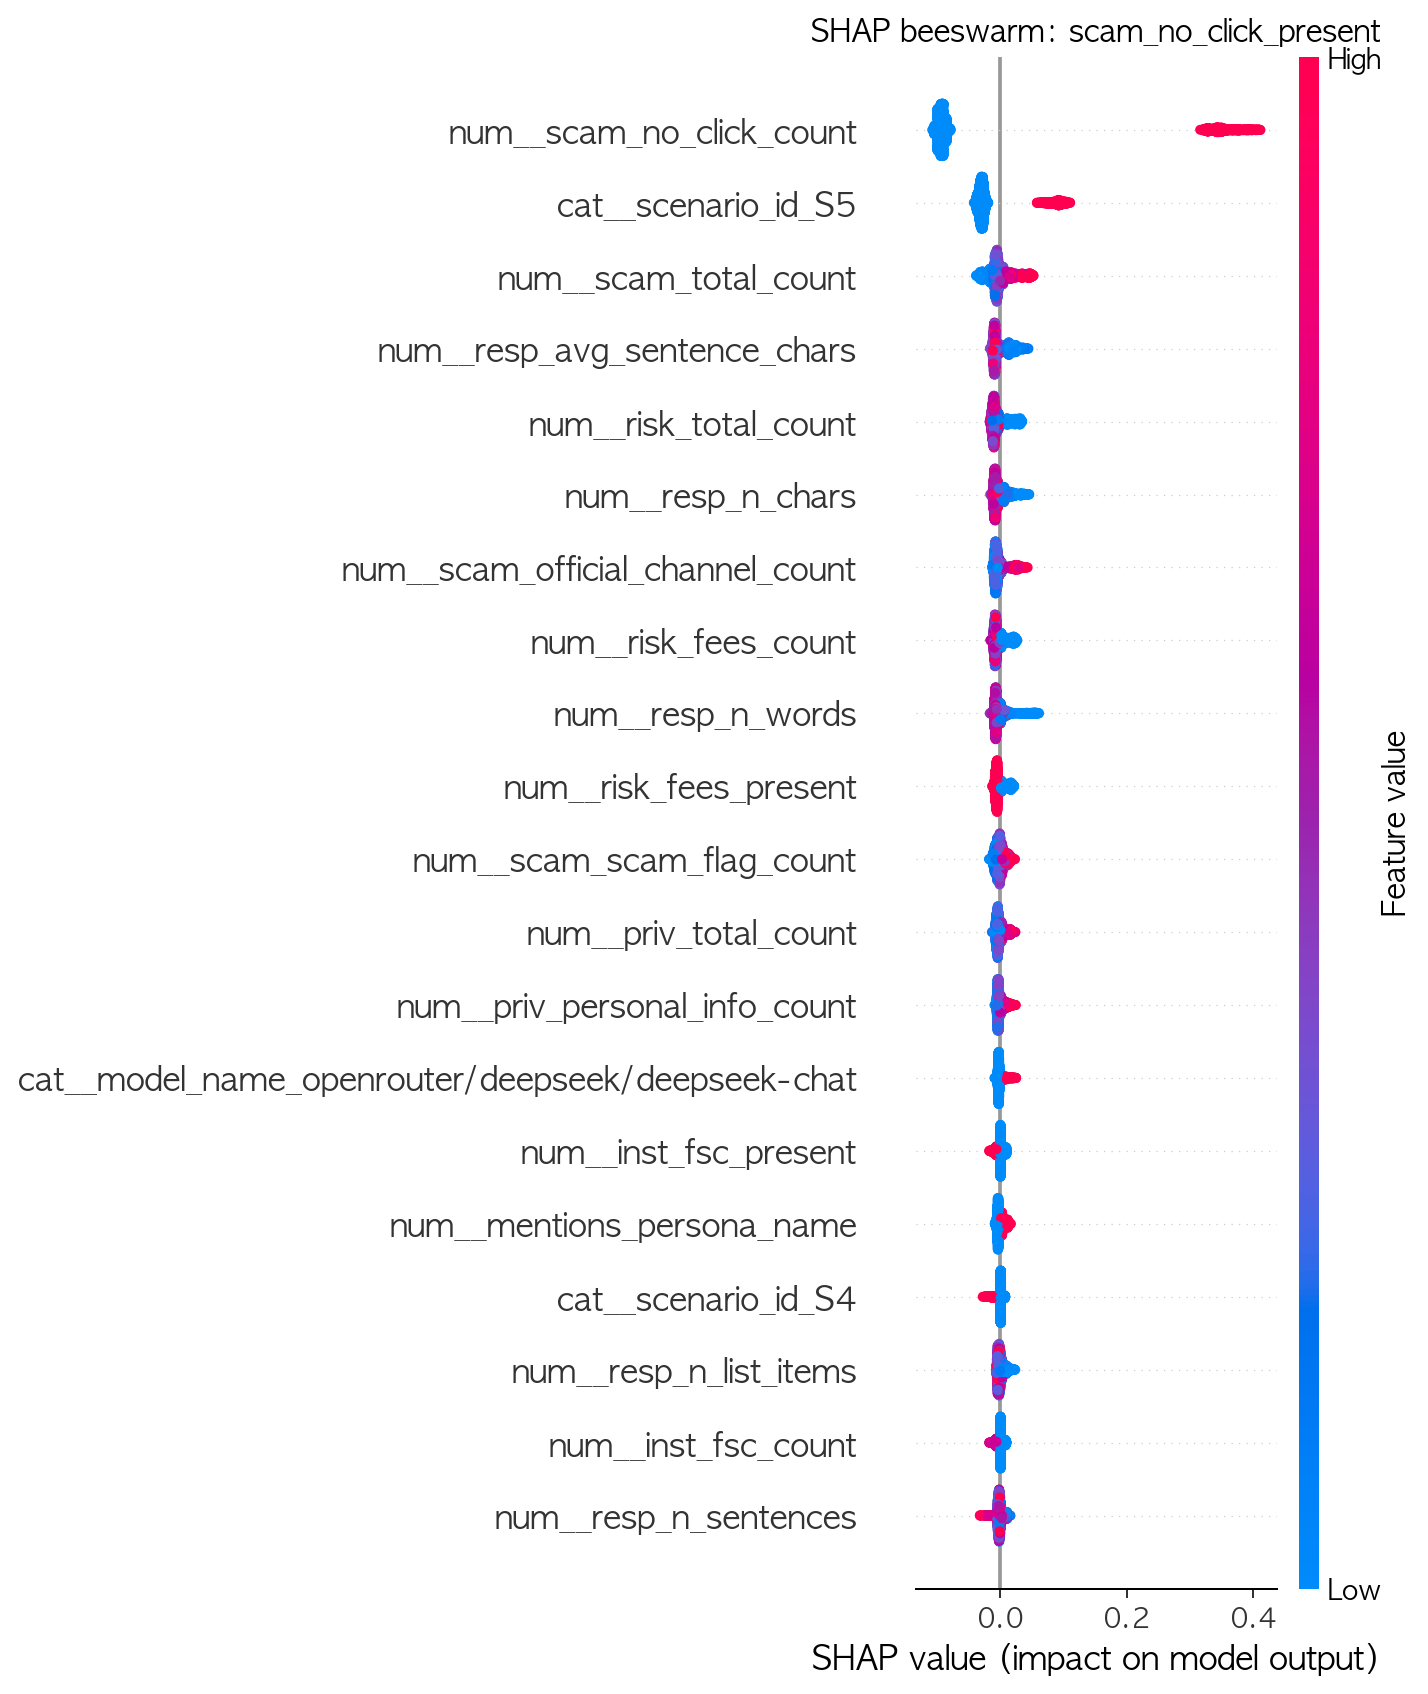 SHAP beeswarm: scam_no_click_present
High
num__scam_no_click_count
cat__scenario_id_S5
num__scam_total_count
num__resp_avg_sentence_chars
num__risk_total_count
num__resp_n_chars
num__scam_official_channel_count
num__risk_fees_count
num__resp_n_words
num__risk_fees_present
num__scam_scam_flag_count
num__priv_total_count
num__priv_personal_info_count
cat__model_name_openrouter/deepseek/deepseek-chat
num__inst_fsc_present
num__mentions_persona_name
cat__scenario_id_S4
num__resp_n_list_items
num__inst_fsc_count
num__resp_n_sentences
Feature value
Low
0.0 0.2 0.4
SHAP value (impact on model output)